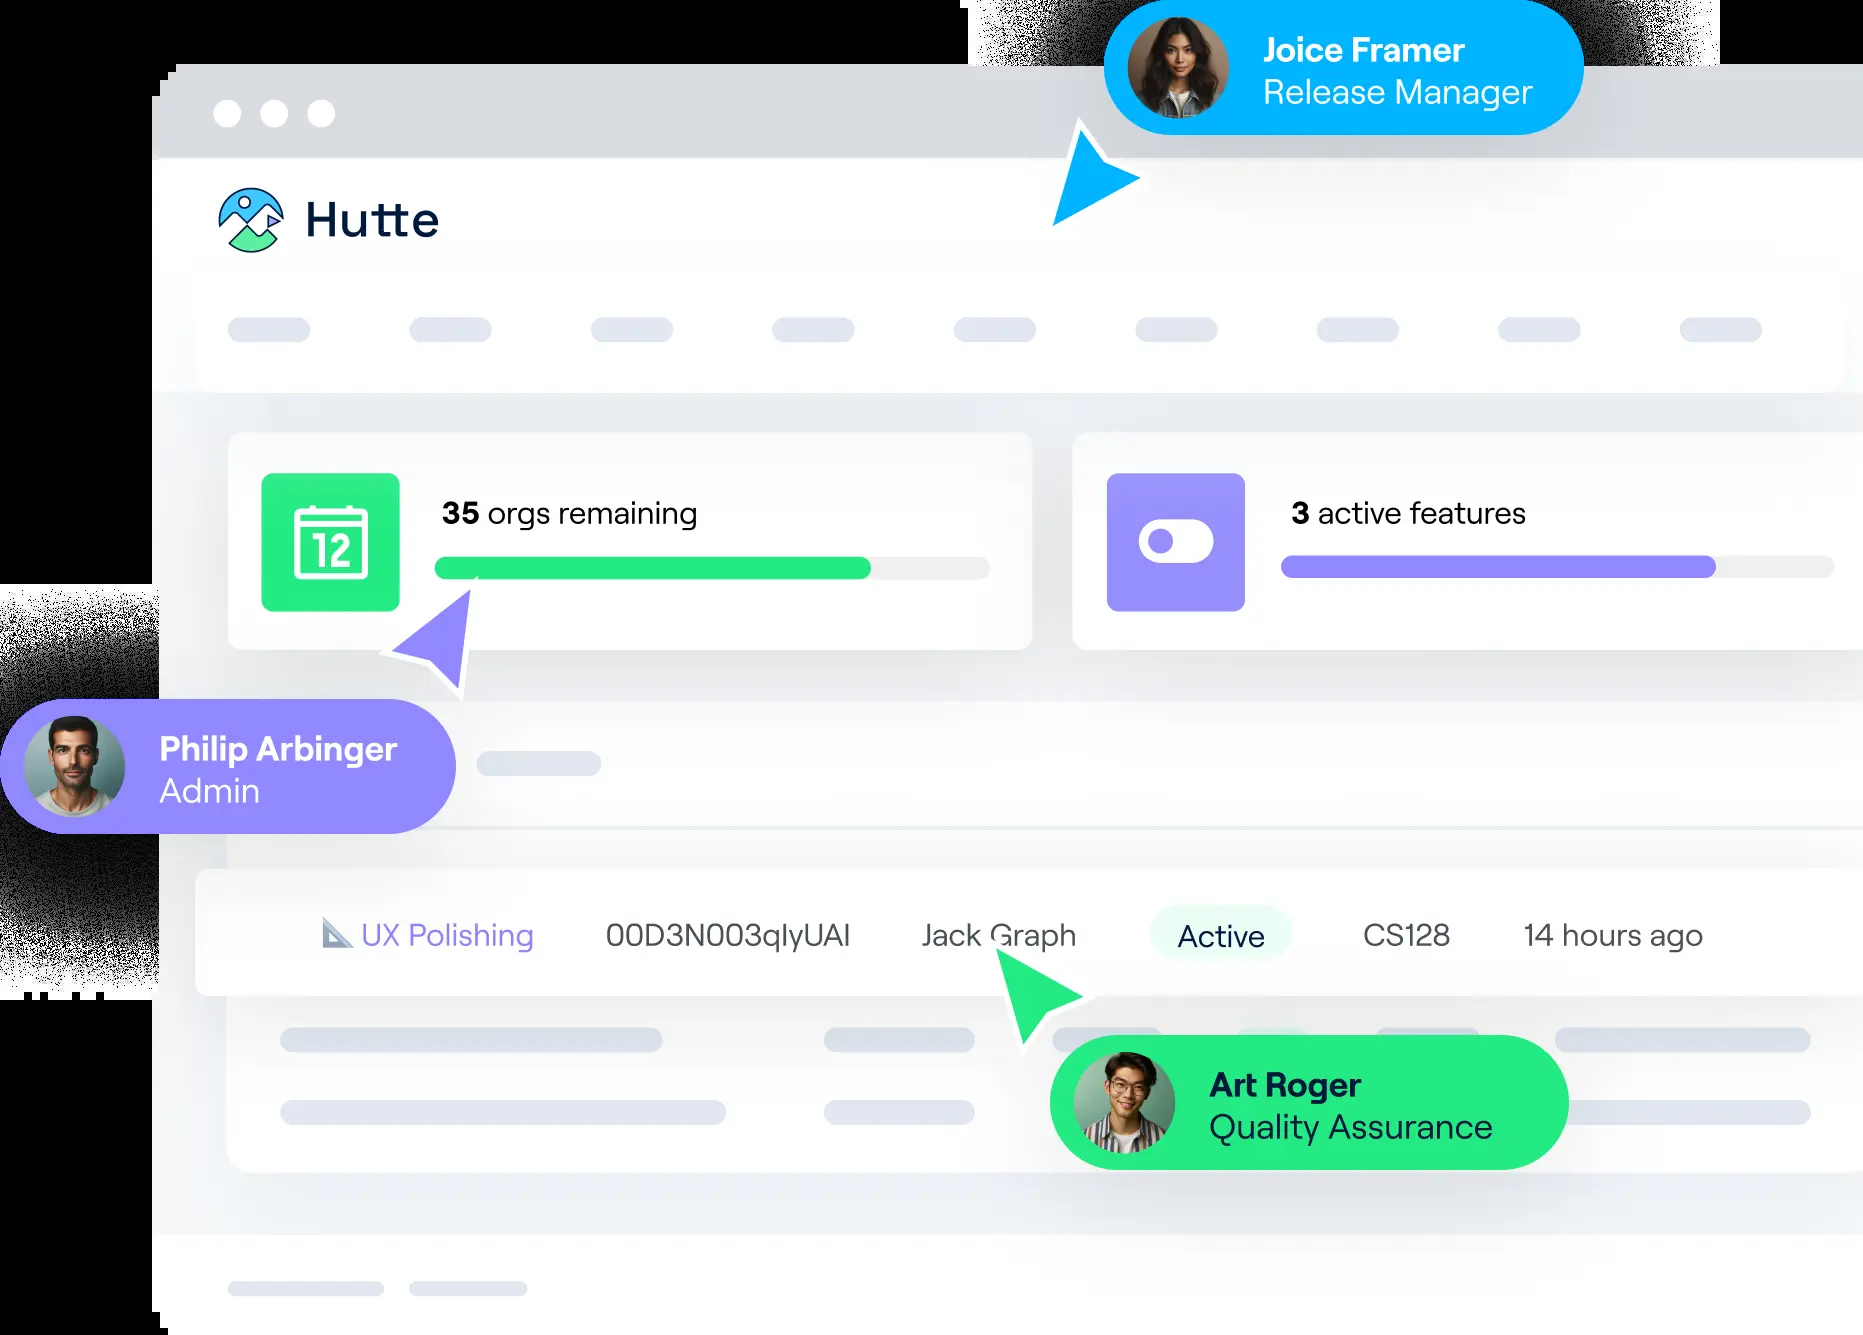 Joice Framer
Release Manager
Hutte
12
35 orgs remaining
3 active features
Philip Arbinger
Admin
UX Polishing 00D3N003qIyUAI Jack Graph Active CS128 14 hours ago
Art Roger
Quality Assurance